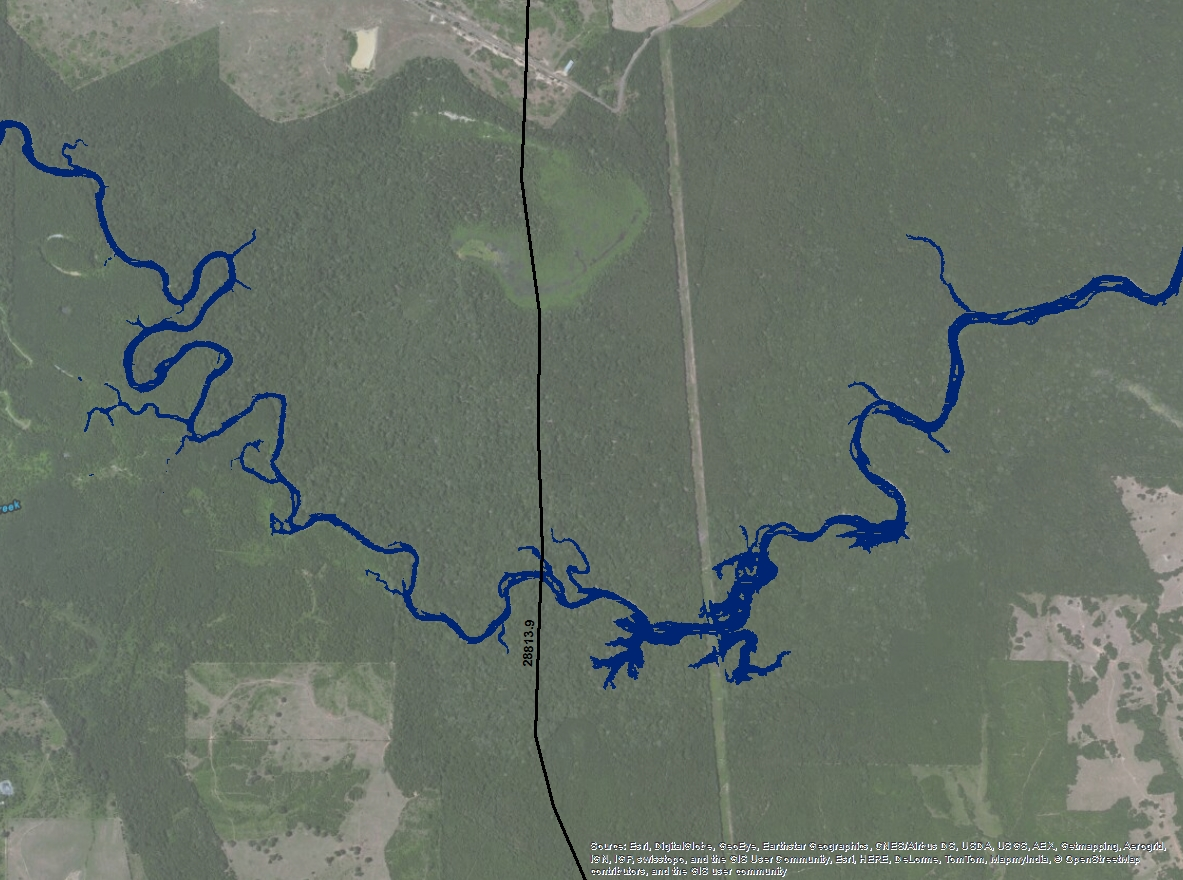 28813.9
Source: Esri, DigitalGlobe, GeoEye, Earthstar Geographics, CNES/Airbus DS, USDA, USGS, AEX, Getmapping, Aerogrid,
IGN, IGP, swisstopo, and the GIS User Community, Esri, HERE, DeLorme, TomTom, MapmyIndia, © OpenStreetMap
contributors, and the GIS user community